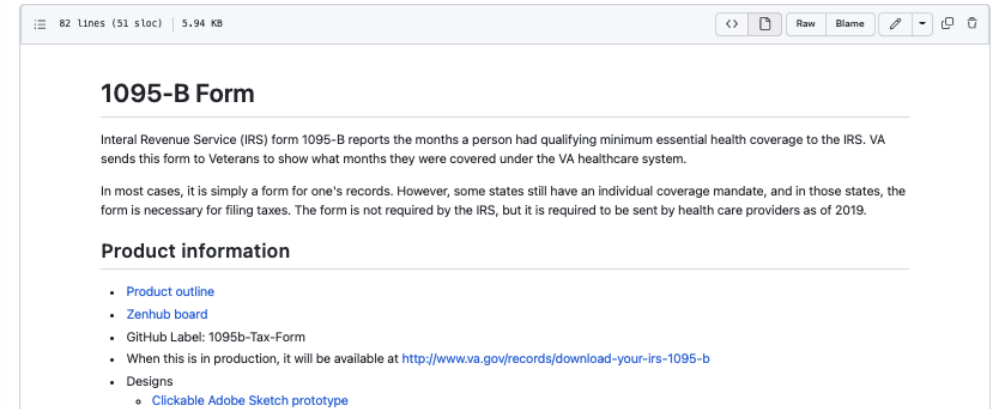 82 lines (51 sloc) 5.94 KB
<> Raw Blame
1095-B Form
Interal Revenue Service (IRS) form 1095-B reports the months a person had qualifying minimum essential health coverage to the IRS. VA
sends this form to Veterans to show what months they were covered under the VA healthcare system.
In most cases, it is simply a form for one's records. However, some states still have an individual coverage mandate, and in those states, the
form is necessary for filing taxes. The form is not required by the IRS, but it is required to be sent by health care providers as of 2019.
Product information
• Product outline
• Zenhub board
• GitHub Label: 1095b-Tax-Form
• When this is in production, it will be available at http://www.va.gov/records/download-your-irs-1095-b
• Designs
◦ Clickable Adobe Sketch prototype